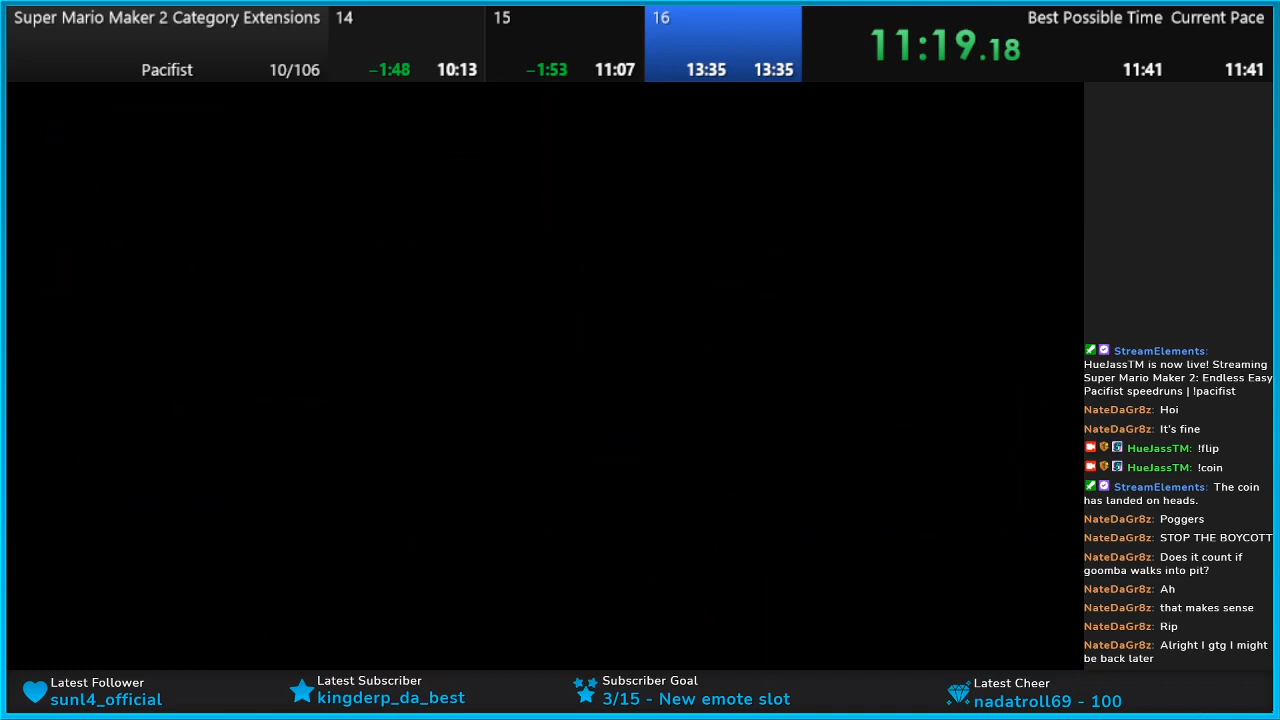 Super Mario Maker 2 Category Extensions
Pacifist 10/106
14
−1:48 10:13
15
−1:53 11:07
16
13:35 13:35
11:19.18
Best Possible Time Current Pace
11:41 11:41
StreamElements:
HueJassTM is now live! Streaming
Super Mario Maker 2: Endless Easy
Pacifist speedruns | !pacifist
NateDaGr8z: Hoi
NateDaGr8z: It's fine
HueJassTM: !flip
HueJassTM: !coin
StreamElements: The coin
has landed on heads.
NateDaGr8z: Poggers
NateDaGr8z: STOP THE BOYCOTT
NateDaGr8z: Does it count if
goomba walks into pit?
NateDaGr8z: Ah
NateDaGr8z: that makes sense
NateDaGr8z: Rip
NateDaGr8z: Alright I gtg I might
be back later
Latest Follower
sunl4_official
Latest Subscriber
kingderp_da_best
Subscriber Goal
3/15 - New emote slot
Latest Cheer
nadatroll69 - 100